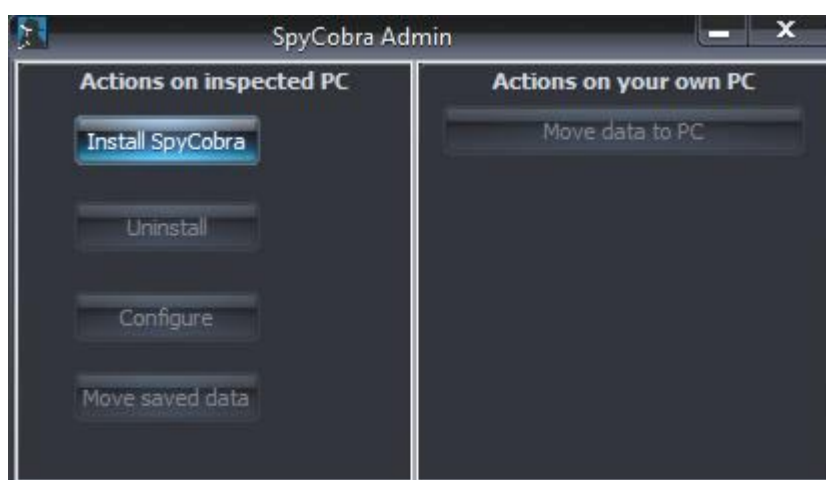 SpyCobra Admin
Actions on inspected PC
Install SpyCobra
Uninstall
Configure
Move saved data
Actions on your own PC
Move data to PC